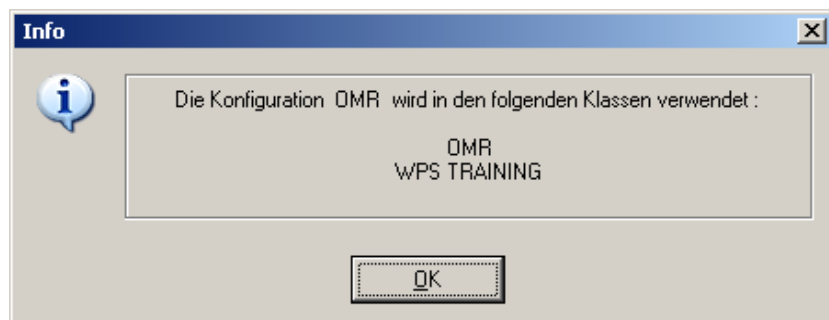 Info
Die Konfiguration OMR wird in den folgenden Klassen verwendet :
OMR
WPS TRAINING
OK